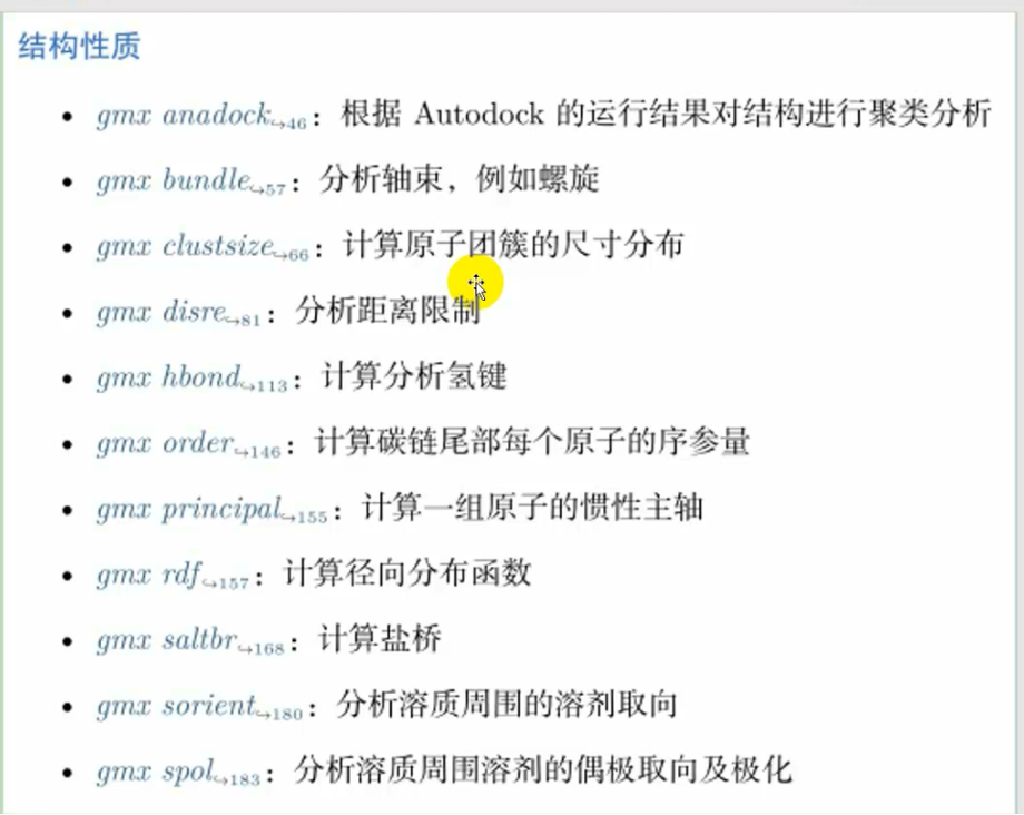 结构性质
• gmx anadock↪46：根据 Autodock 的运行结果对结构进行聚类分析
• gmx bundle↪57：分析轴束，例如螺旋
• gmx clustsize↪66：计算原子团簇的尺寸分布
• gmx disre↪81：分析距离限制
• gmx hbond↪113：计算分析氢键
• gmx order↪146：计算碳链尾部每个原子的序参量
• gmx principal↪155：计算一组原子的惯性主轴
• gmx rdf↪157：计算径向分布函数
• gmx saltbr↪168：计算盐桥
• gmx sorient↪180：分析溶质周围的溶剂取向
• gmx spol↪183：分析溶质周围溶剂的偶极取向及极化